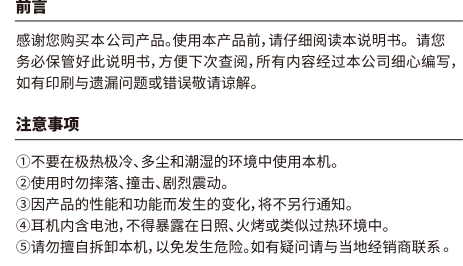 前言
感谢您购买本公司产品。使用本产品前，请仔细阅读本说明书。请您
务必保管好此说明书，方便下次查阅，所有内容经过本公司细心编写，
如有印刷与遗漏问题或错误敬请谅解。
注意事项
①不要在极热极冷、多尘和潮湿的环境中使用本机。
②使用时勿摔落、撞击、剧烈震动。
③因产品的性能和功能而发生的变化，将不另行通知。
④耳机内含电池，不得暴露在日照、火烤或类似过热环境中。
⑤请勿擅自拆卸本机，以免发生危险。如有疑问请与当地经销商联系。